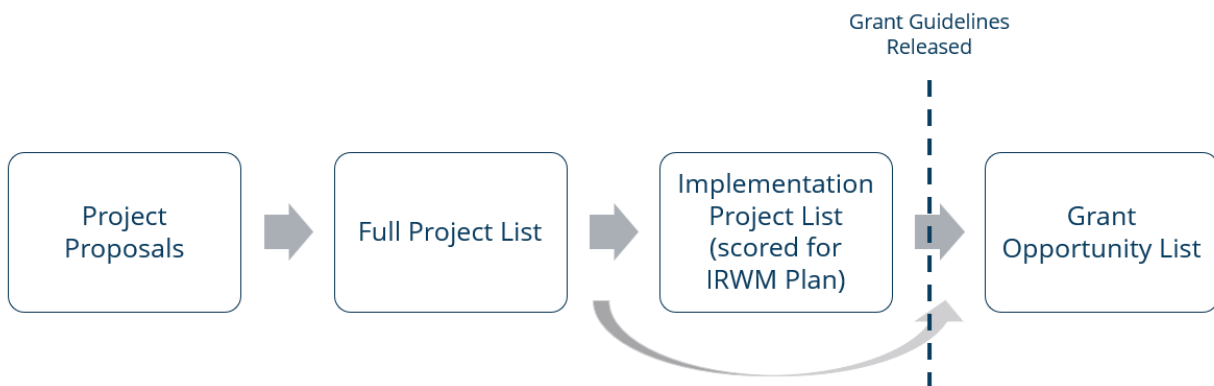 Grant Guidelines
Released
Project
Proposals
Full Project List
Implementation
Project List
(scored for
IRWM Plan)
Grant
Opportunity List